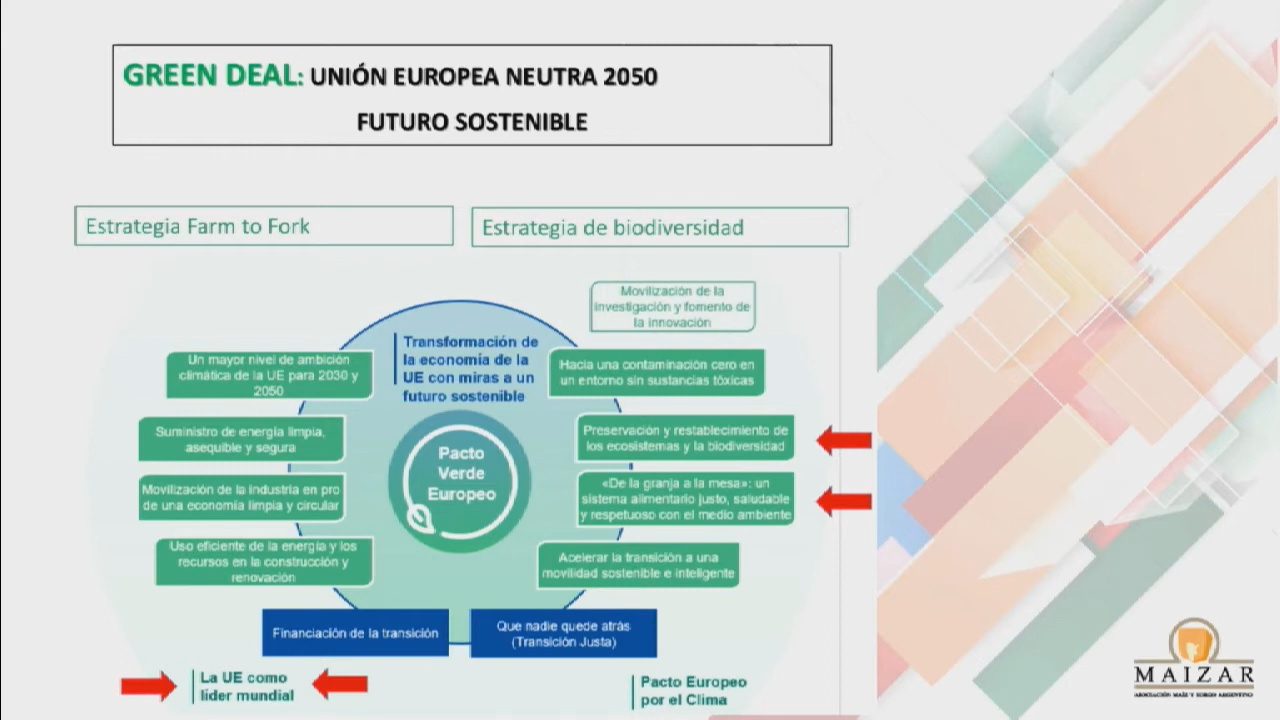 GREEN DEAL: UNIÓN EUROPEA NEUTRA 2050
FUTURO SOSTENIBLE
Estrategia Farm to Fork
Estrategia de biodiversidad
Movilización de la
investigación y fomento de
la innovación
Transformación de
la economía de la
UE con miras a un
futuro sostenible
Un mayor nivel de ambición
climática de la UE para 2030 y
2050
Hacia una contaminación cero en
un entorno sin sustancias tóxicas
Suministro de energía limpia,
asequible y segura
Preservación y restablecimiento de
los ecosistemas y la biodiversidad
Pacto
Verde
Europeo
Movilización de la industria en pro
de una economía limpia y circular
«De la granja a la mesa»: un
sistema alimentario justo, saludable
y respetuoso con el medio ambiente
Uso eficiente de la energía y los
recursos en la construcción y
renovación
Acelerar la transición a una
movilidad sostenible e inteligente
Financiación de la transición
Que nadie quede atrás
(Transición Justa)
La UE como
líder mundial
Pacto Europeo
por el Clima
MAIZAR
ASOCIACIÓN MAÍZ Y SORGO ARGENTINO